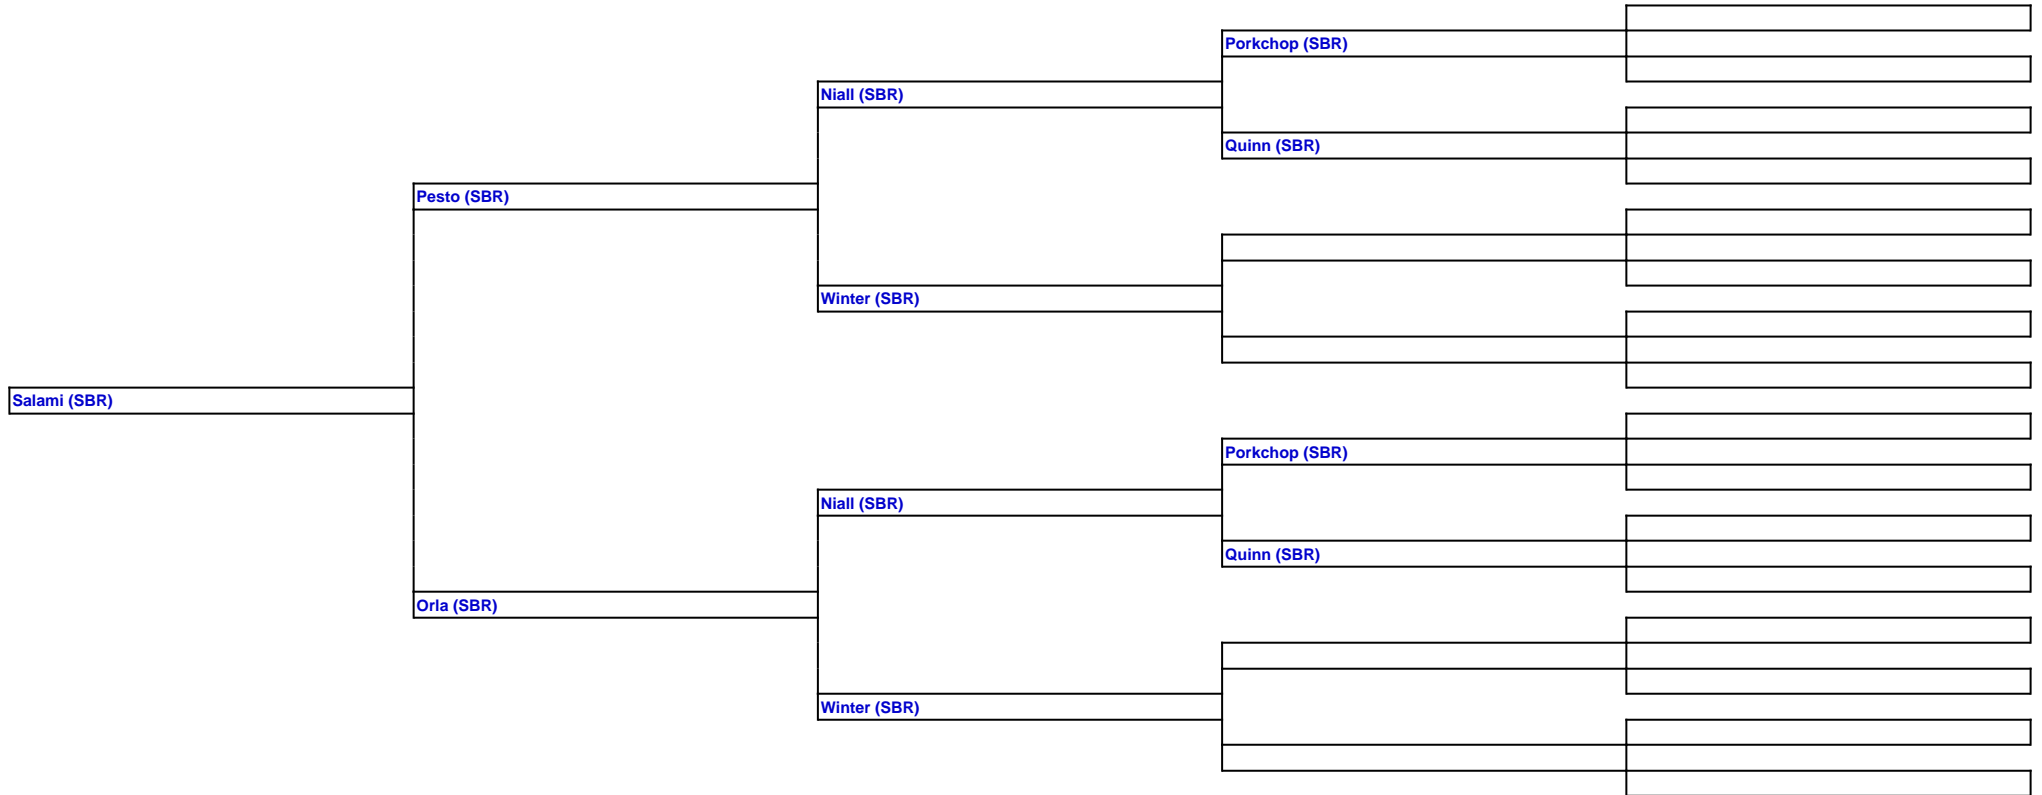 Porkchop (SBR)
Niall (SBR)
Quinn (SBR)
Pesto (SBR)
Winter (SBR)
Salami (SBR)
Porkchop (SBR)
Niall (SBR)
Quinn (SBR)
Orla (SBR)
Winter (SBR)